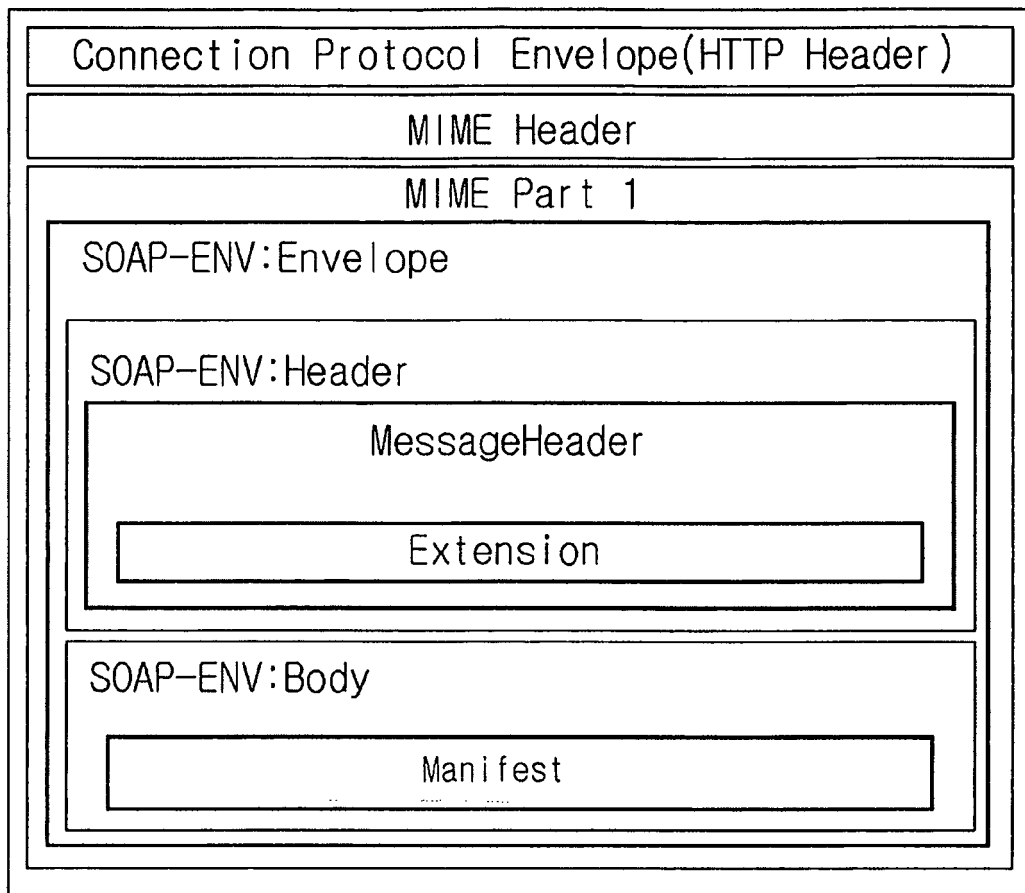 Connection Protocol Envelope(HTTP Header)
MIME Header
MIME Part 1
SOAP-ENV:Envelope
SOAP-ENV:Header
MessageHeader
Extension
SOAP-ENV:Body
Manifest